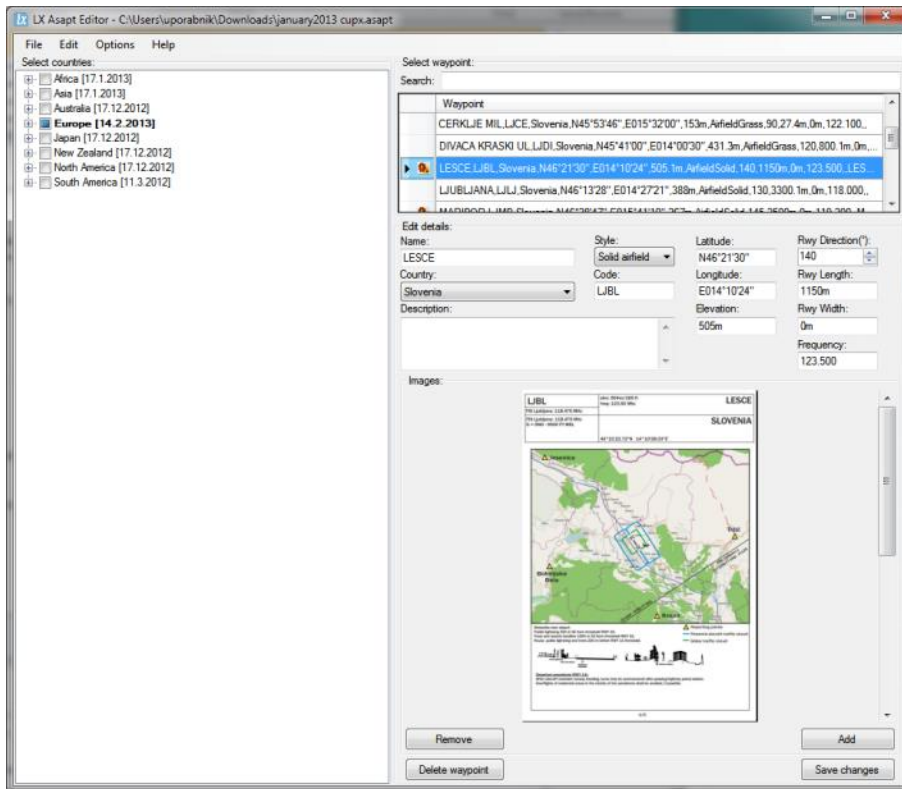 LX Asapt Editor - C:\Users\uporabnik\Downloads\january2013 cupx.asapt
File Edit Options Help
Select countries:
Africa [17.1.2013]
Asia [17.1.2013]
Australia [17.12.2012]
Europe [14.2.2013]
Japan [17.12.2012]
New Zealand [17.12.2012]
North America [17.12.2012]
South America [11.3.2012]
Select waypoint:
Search:
Waypoint
CERKLJE MIL,LJCE,Slovenia,N45°53'46",E015°32'00",153m,AirfieldGrass,90,27.4m,0m,122.100,,
DIVACA KRASKI UL,LJDI,Slovenia,N45°41'00",E014°00'30",431.3m,AirfieldGrass,120,800.1m,0m,...
LESCE,LJBL,Slovenia,N46°21'30",E014°10'24",505.1m,AirfieldSolid,140,1150m,0m,123.500,,LES...
LJUBLJANA,LJLJ,Slovenia,N46°13'28",E014°27'21",388m,AirfieldSolid,130,3300.1m,0m,118.000,,
Edit details:
Name: Style: Latitude: Rwy Direction(°):
LESCE Solid airfield N46°21'30" 140
Country: Code: Longitude: Rwy Length:
Slovenia LJBL E014°10'24" 1150m
Description: Elevation: Rwy Width:
505m 0m
Frequency:
123.500
Images:
LJBL LESCE
SLOVENIA
Remove Add
Delete waypoint Save changes